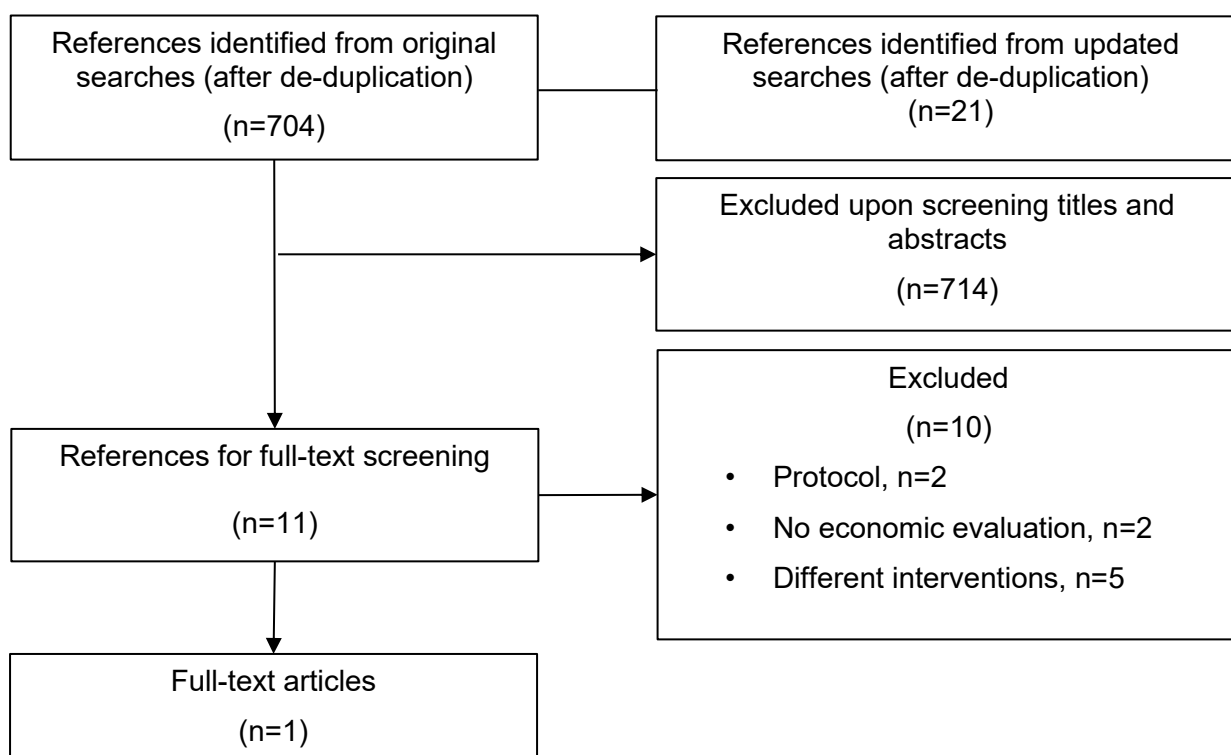 References identified from original
searches (after de-duplication)
(n=704)
References identified from updated
searches (after de-duplication)
(n=21)
Excluded upon screening titles and
abstracts
(n=714)
References for full-text screening
(n=11)
Excluded
(n=10)
• Protocol, n=2
• No economic evaluation, n=2
• Different interventions, n=5
Full-text articles
(n=1)